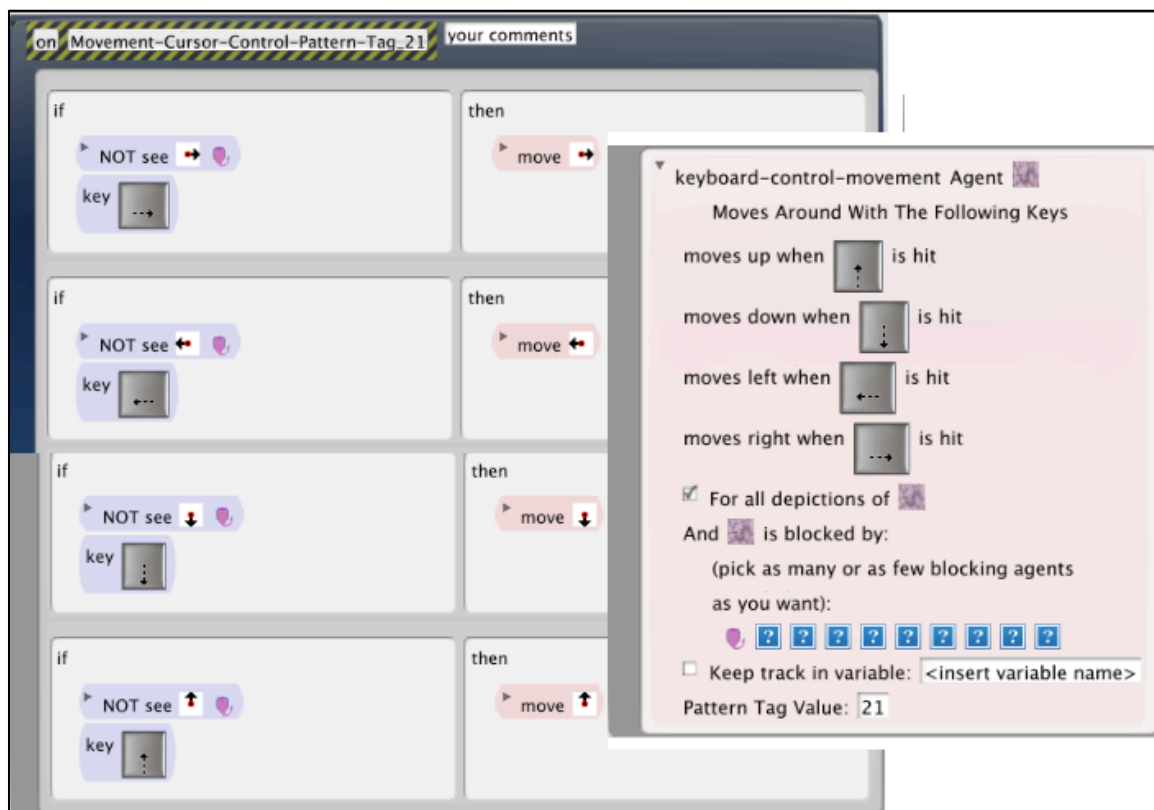 on Movement-Cursor-Control-Pattern-Tag_21 your comments
if
NOT see
key
then
move
if
NOT see
key
then
move
if
NOT see
key
then
move
if
NOT see
key
then
move
keyboard-control-movement Agent
Moves Around With The Following Keys
moves up when is hit
moves down when is hit
moves left when is hit
moves right when is hit
For all depictions of
And is blocked by:
(pick as many or as few blocking agents
as you want):
? ? ? ? ? ? ? ? ?
Keep track in variable: <insert variable name>
Pattern Tag Value: 21